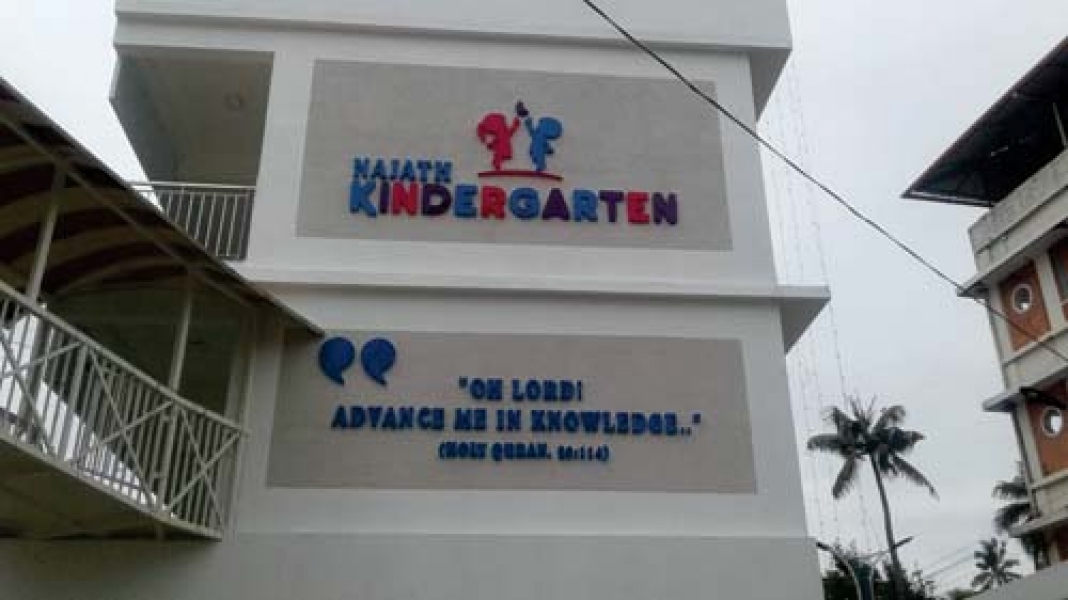 NAJATH
KINDERGARTEN
"OH LORD!
ADVANCE ME IN KNOWLEDGE.."
(HOLY QURAN, 20:114)